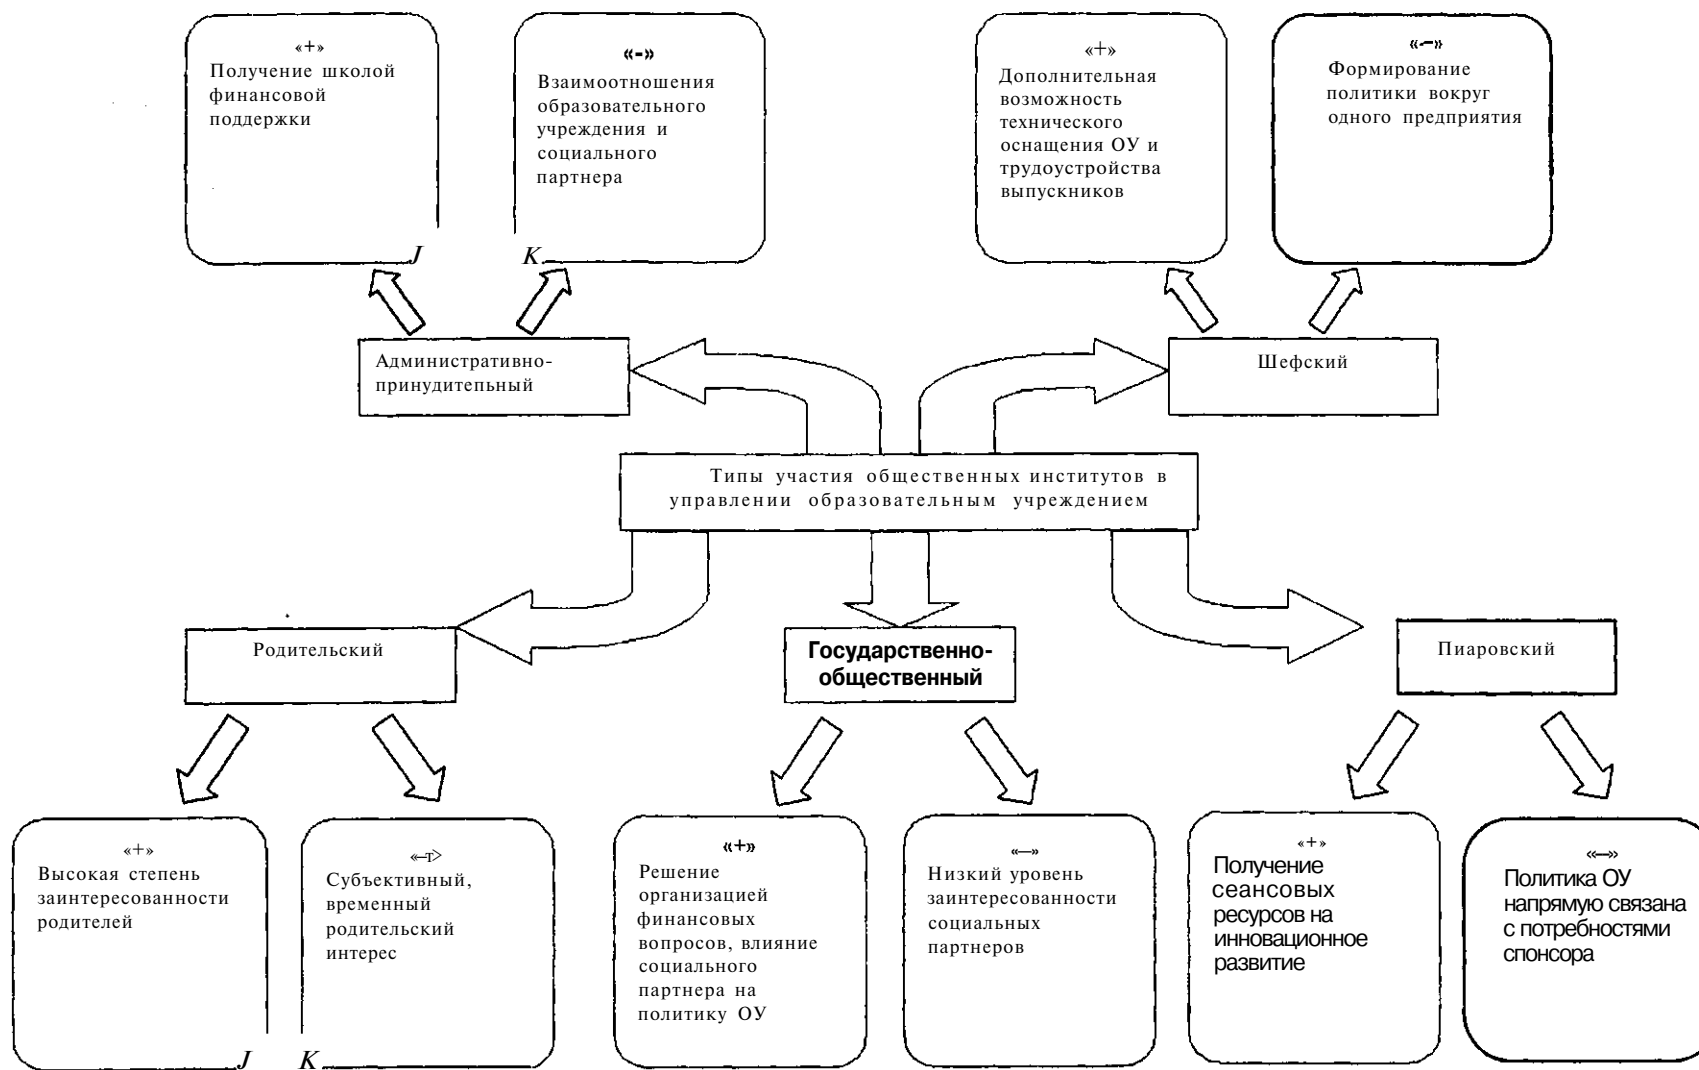 «+»
Получение школой
финансовой
поддержки
J
«-»
Взаимоотношения
образовательного
учреждения и
социального
партнера
K
«+»
Дополнительная
возможность
технического
оснащения ОУ и
трудоустройства
выпускников
«-»
Формирование
политики вокруг
одного предприятия
Административно-
принудитепьный
Шефский
Типы участия общественных институтов в
управлении образовательным учреждением
Родительский
Государственно-
общественный
Пиаровский
«+»
Высокая степень
заинтересованности
родителей
J
«–т>
Субъективный,
временный
родительский
интерес
K
«+»
Решение
организацией
финансовых
вопросов, влияние
социального
партнера на
политику ОУ
«—»
Низкий уровень
заинтересованности
социальных
партнеров
«+»
Получение
сеансовых
ресурсов на
инновационное
развитие
«—»
Политика ОУ
напрямую связана
с потребностями
спонсора